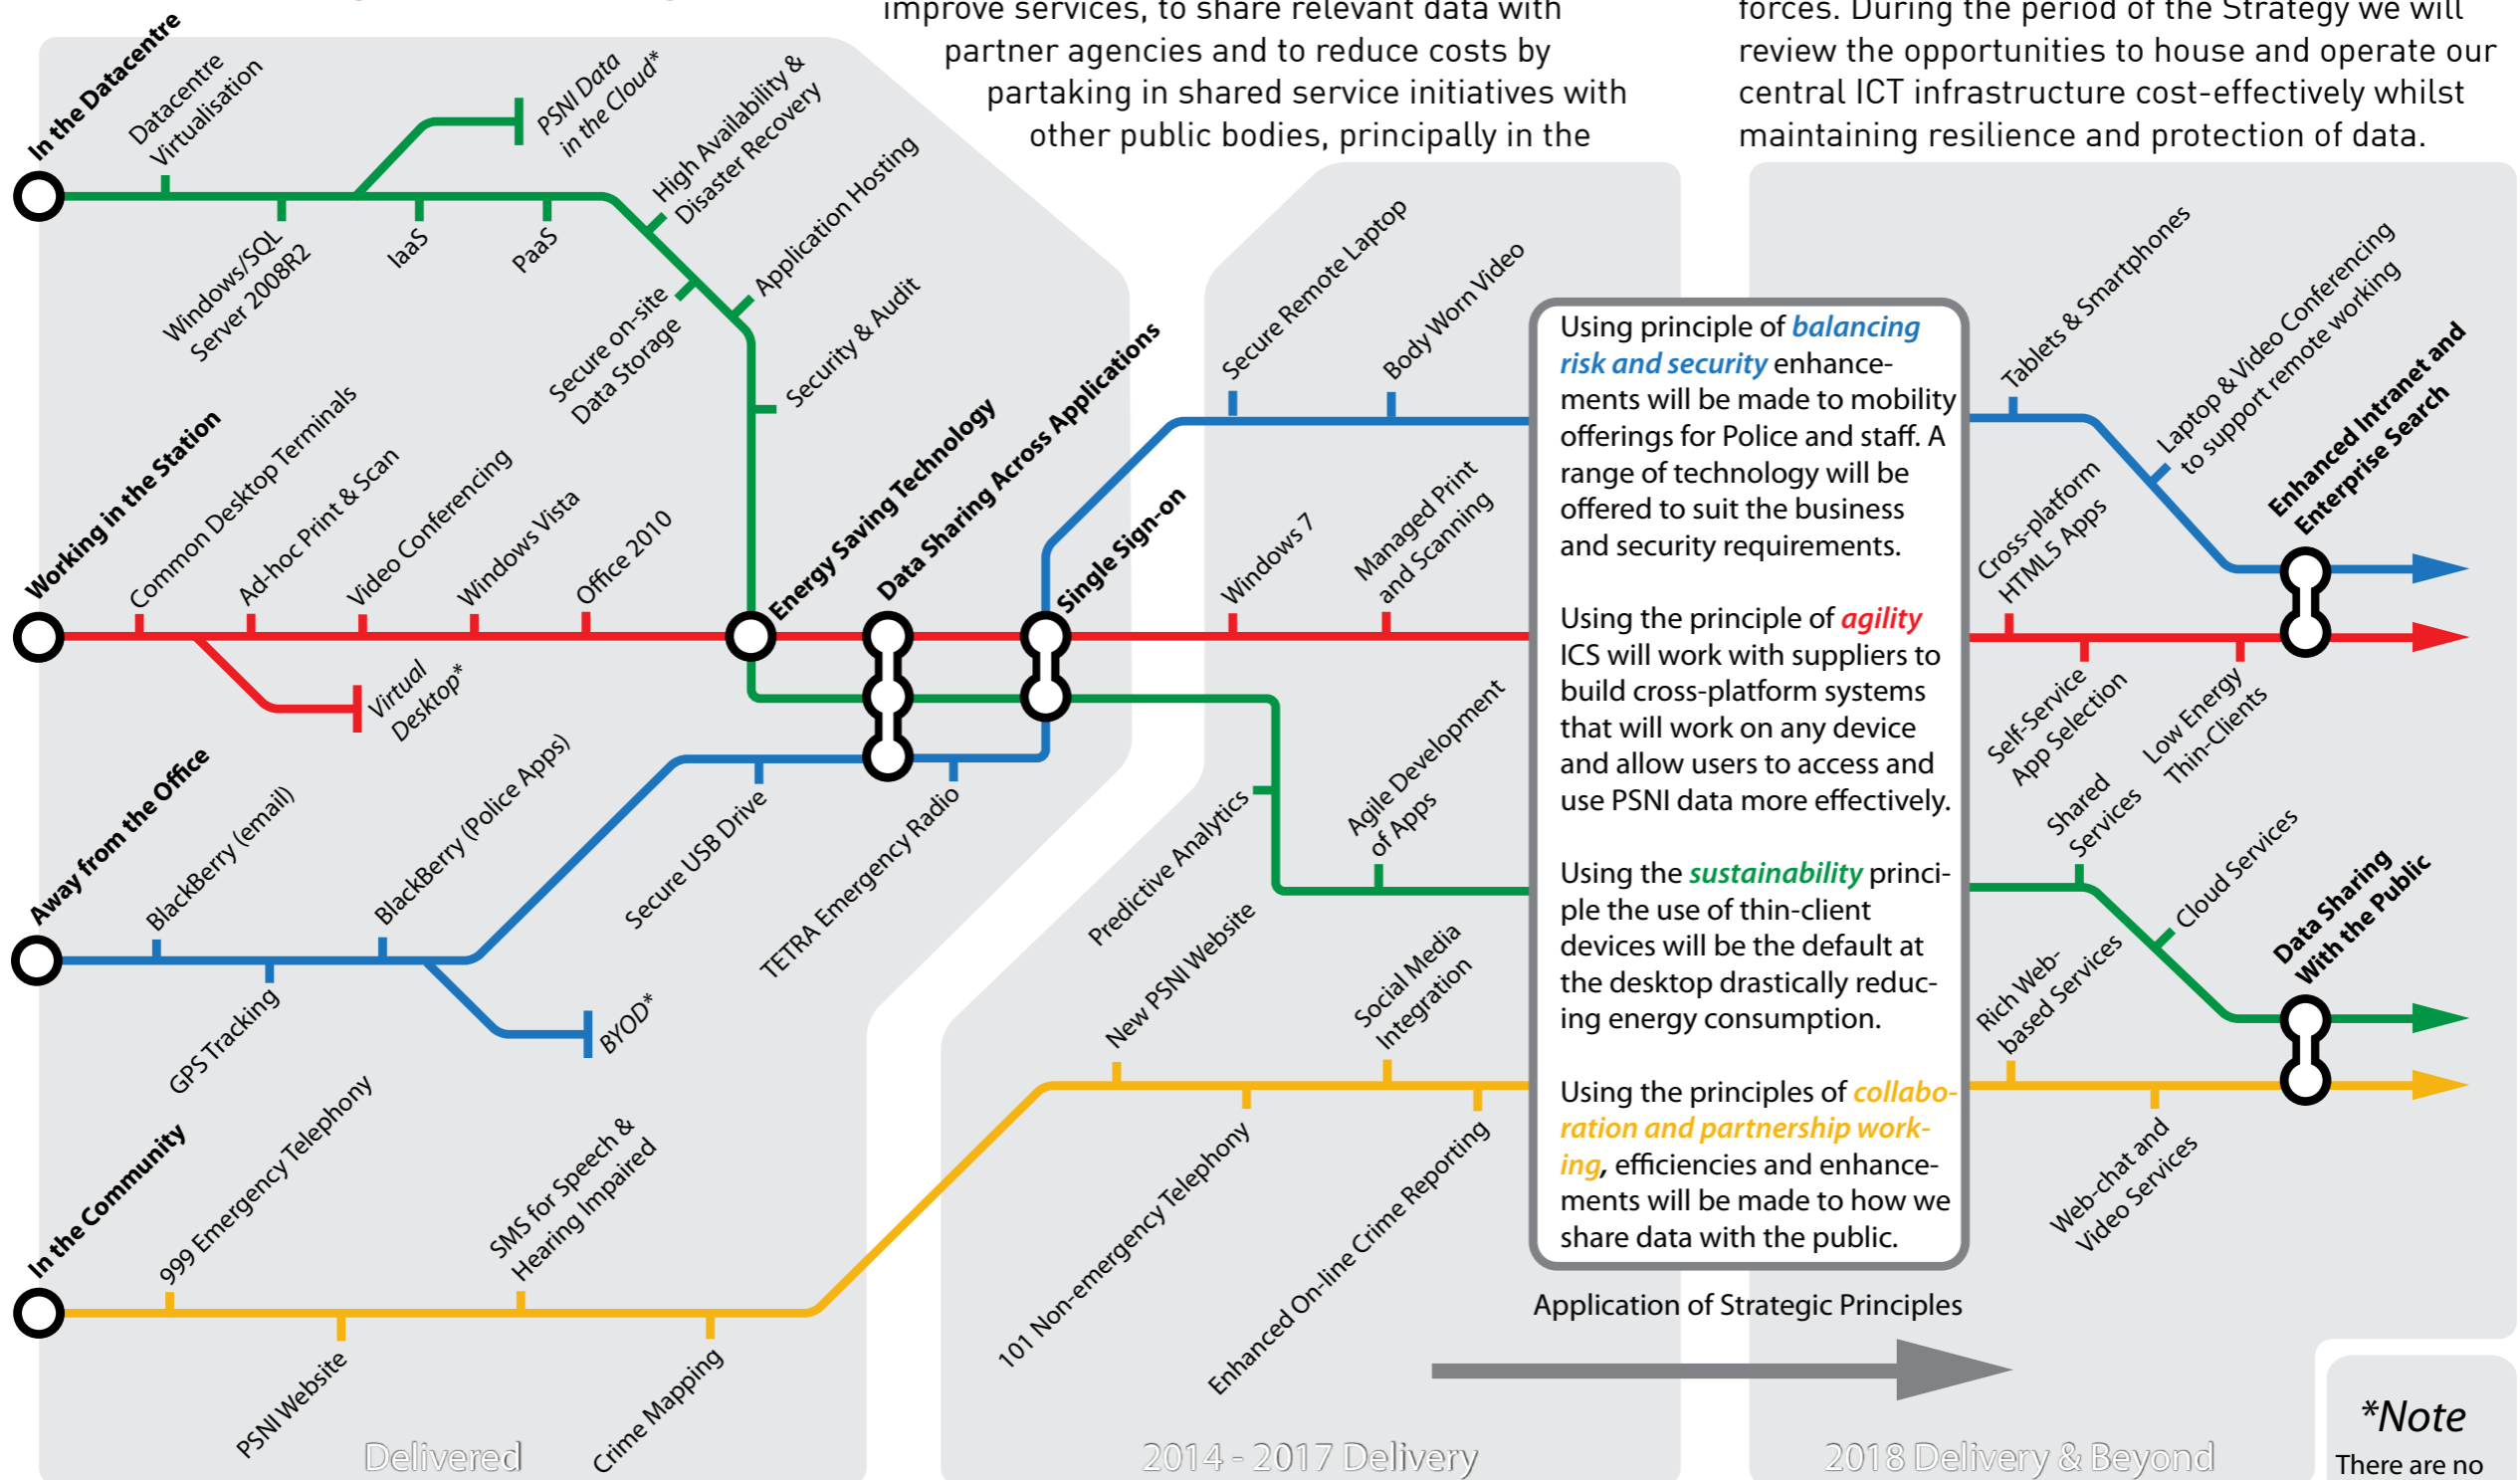 improve services, to share relevant data with
partner agencies and to reduce costs by
partaking in shared service initiatives with
other public bodies, principally in the
forces. During the period of the Strategy we will
review the opportunities to house and operate our
central ICT infrastructure cost-effectively whilst
maintaining resilience and protection of data.
In the Datacentre
Datacentre
Virtualisation
Windows/SQL
Server 2008R2
PSNI Data
in the Cloud*
IaaS
PaaS
High Availability &
Disaster Recovery
Secure on-site
Data Storage
Application Hosting
Security & Audit
Working in the Station
Common Desktop Terminals
Ad-hoc Print & Scan
Video Conferencing
Windows Vista
Office 2010
Virtual
Desktop*
Energy Saving Technology
Data Sharing Across Applications
Single Sign-on
Away from the Office
BlackBerry (email)
GPS Tracking
BlackBerry (Police Apps)
BYOD*
Secure USB Drive
TETRA Emergency Radio
In the Community
999 Emergency Telephony
PSNI Website
SMS for Speech &
Hearing Impaired
Crime Mapping
Delivered
Secure Remote Laptop
Body Worn Video
Windows 7
Managed Print
and Scanning
Predictive Analytics
Agile Development
of Apps
New PSNI Website
101 Non-emergency Telephony
Social Media
Integration
Enhanced On-line Crime Reporting
2014 - 2017 Delivery
Using principle of balancing
risk and security enhance-
ments will be made to mobility
offerings for Police and staff. A
range of technology will be
offered to suit the business
and security requirements.
Using the principle of agility
ICS will work with suppliers to
build cross-platform systems
that will work on any device
and allow users to access and
use PSNI data more effectively.
Using the sustainability princi-
ple the use of thin-client
devices will be the default at
the desktop drastically reduc-
ing energy consumption.
Using the principles of collabo-
ration and partnership work-
ing, efficiencies and enhance-
ments will be made to how we
share data with the public.
Application of Strategic Principles
Tablets & Smartphones
Laptop & Video Conferencing
to support remote working
Enhanced Intranet and
Enterprise Search
Cross-platform
HTML5 Apps
Self-Service
App Selection
Low Energy
Thin-Clients
Shared
Services
Cloud Services
Data Sharing
With the Public
Rich Web-
based Services
Web-chat and
Video Services
2018 Delivery & Beyond
*Note
There are no